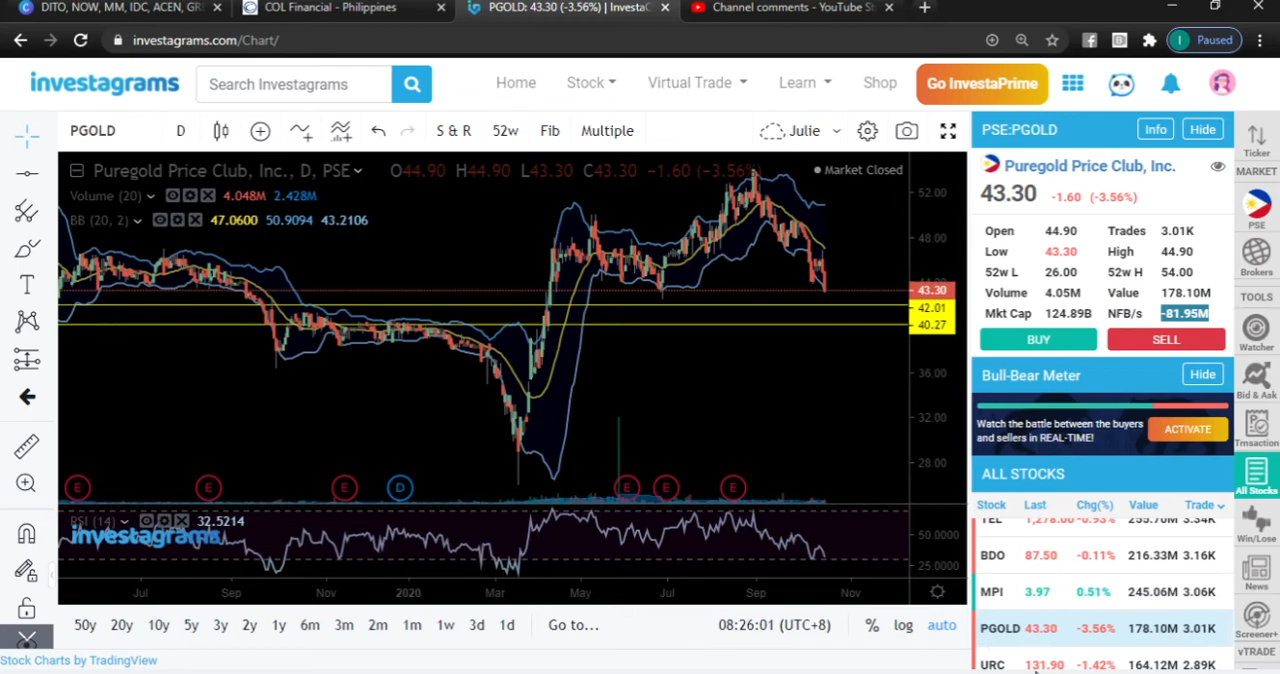 DITO, NOW, MM, IDC, ACEN, GRE
COL Financial - Philippines
PGOLD: 43.30 (-3.56%) | InvestaG
Channel comments - YouTube St
investagrams.com/Chart/
I Paused
investagrams
Search Investagrams
Home
Stock
Virtual Trade
Learn
Shop
Go InvestaPrime
PGOLD
D
S & R
52w
Fib
Multiple
Julie
Puregold Price Club, Inc., D, PSE
O44.90 H44.90 L43.30 C43.30 -1.60 (-3.56%)
Market Closed
Volume (20) 4.048M 2.428M
BB (20, 2) 47.0600 50.9094 43.2106
52.00
48.00
43.30
42.01
40.27
36.00
32.00
28.00
E
E
E
D
E
E
E
RSI (14) 32.5214
investagrams
50.0000
25.0000
Jul Sep Nov 2020 Mar May Jul Sep Nov
50y 20y 10y 5y 3y 2y 1y 6m 3m 2m 1m 1w 3d 1d Go to...
08:26:01 (UTC+8) % log auto
Stock Charts by TradingView
PSE:PGOLD
Info
Hide
Puregold Price Club, Inc.
43.30 -1.60 (-3.56%)
Open 44.90 Trades 3.01K
Low 43.30 High 44.90
52w L 26.00 52w H 54.00
Volume 4.05M Value 178.10M
Mkt Cap 124.89B NFB/s -81.95M
BUY
SELL
Bull-Bear Meter
Hide
Watch the battle between the buyers
and sellers in REAL-TIME!
ACTIVATE
ALL STOCKS
Stock Last Chg(%) Value Trade
TEL 1,278.00 -0.93% 255.70M 3.34K
BDO 87.50 -0.11% 216.33M 3.16K
MPI 3.97 0.51% 245.06M 3.06K
PGOLD 43.30 -3.56% 178.10M 3.01K
URC 131.90 -1.42% 164.12M 2.89K
Ticker
MARKET
PSE
Brokers
TOOLS
Watcher
Bid & Ask
Trnsaction
All Stocks
Win/Lose
News
Screener+
vTRADE